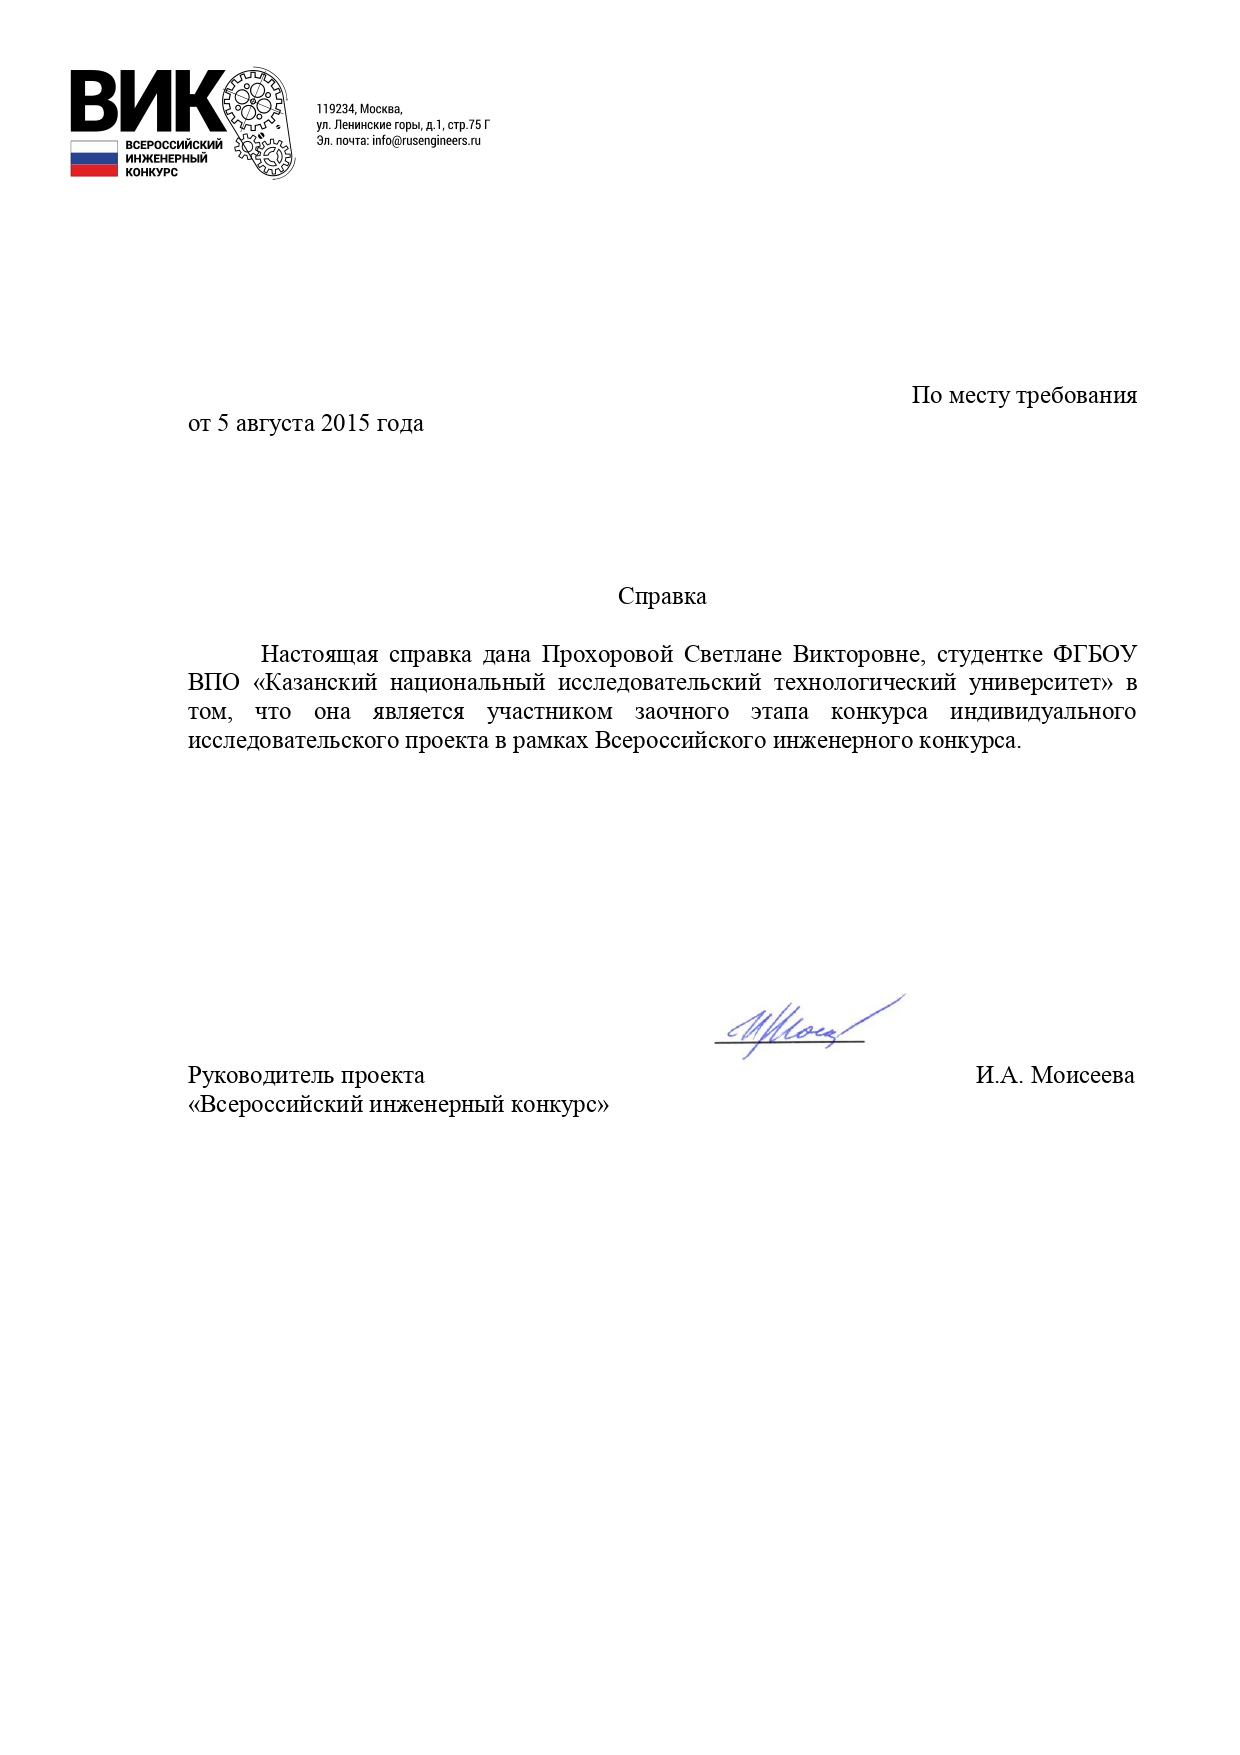 ВИК
ВСЕРОССИЙСКИЙ
ИНЖЕНЕРНЫЙ
КОНКУРС
119234, Москва,
ул. Ленинские горы, д.1, стр.75 Г
Эл. почта: info@rusengineers.ru
По месту требования
от 5 августа 2015 года
Справка
Настоящая справка дана Прохоровой Светлане Викторовне, студентке ФГБОУ
ВПО «Казанский национальный исследовательский технологический университет» в
том, что она является участником заочного этапа конкурса индивидуального
исследовательского проекта в рамках Всероссийского инженерного конкурса.
Руководитель проекта
И.А. Моисеева
«Всероссийский инженерный конкурс»